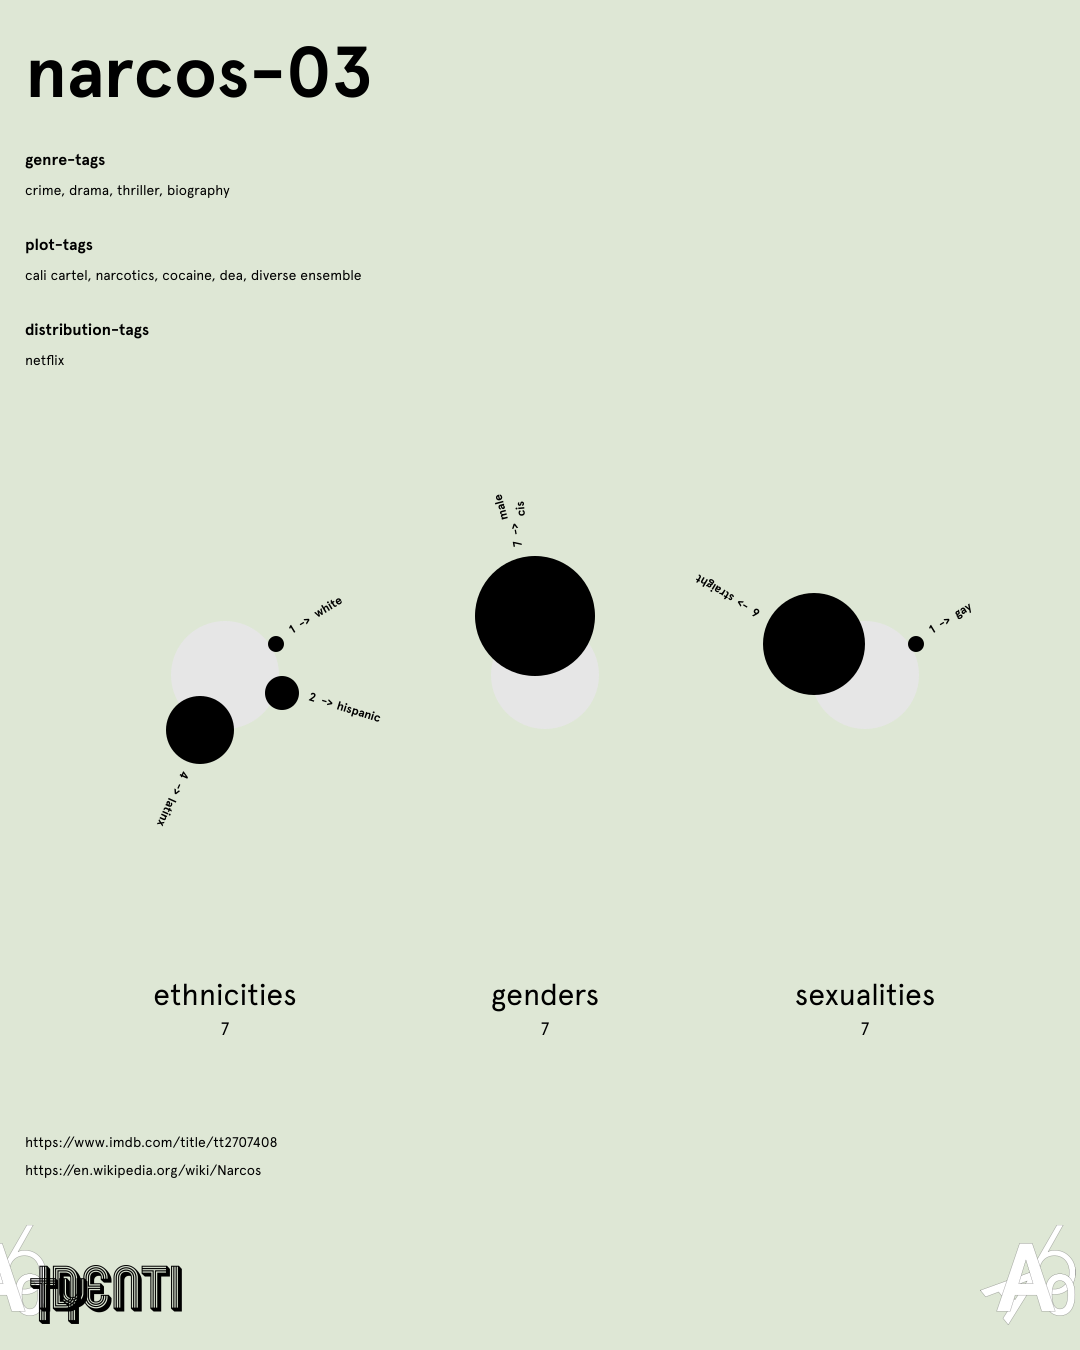 narcos-03
genre-tags
crime, drama, thriller, biography
plot-tags
cali cartel, narcotics, cocaine, dea, diverse ensemble
distribution-tags
netflix
male
7 -> cis
6 -> straight
1 -> white
1 -> gay
2 -> hispanic
4 -> latinx
ethnicities
7
genders
7
sexualities
7
https://www.imdb.com/title/tt2707408
https://en.wikipedia.org/wiki/Narcos
IDENTI
TY